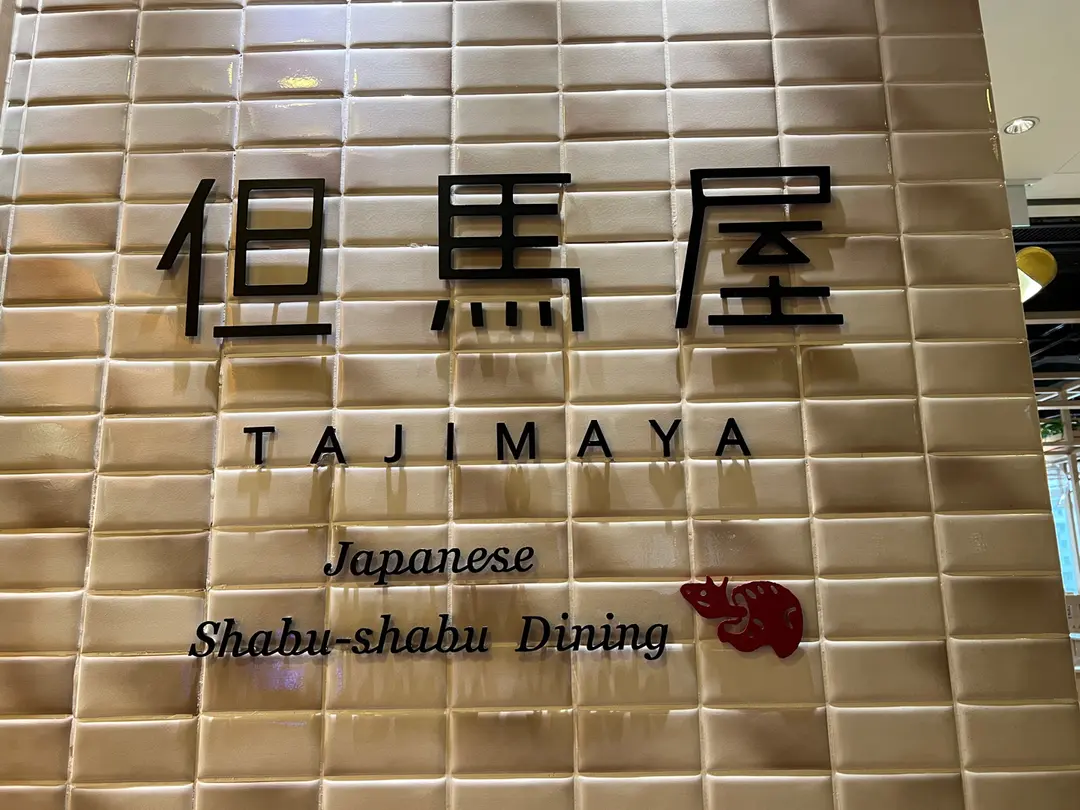 但馬屋
TAJIMAYA
Japanese
Shabu-shabu Dining